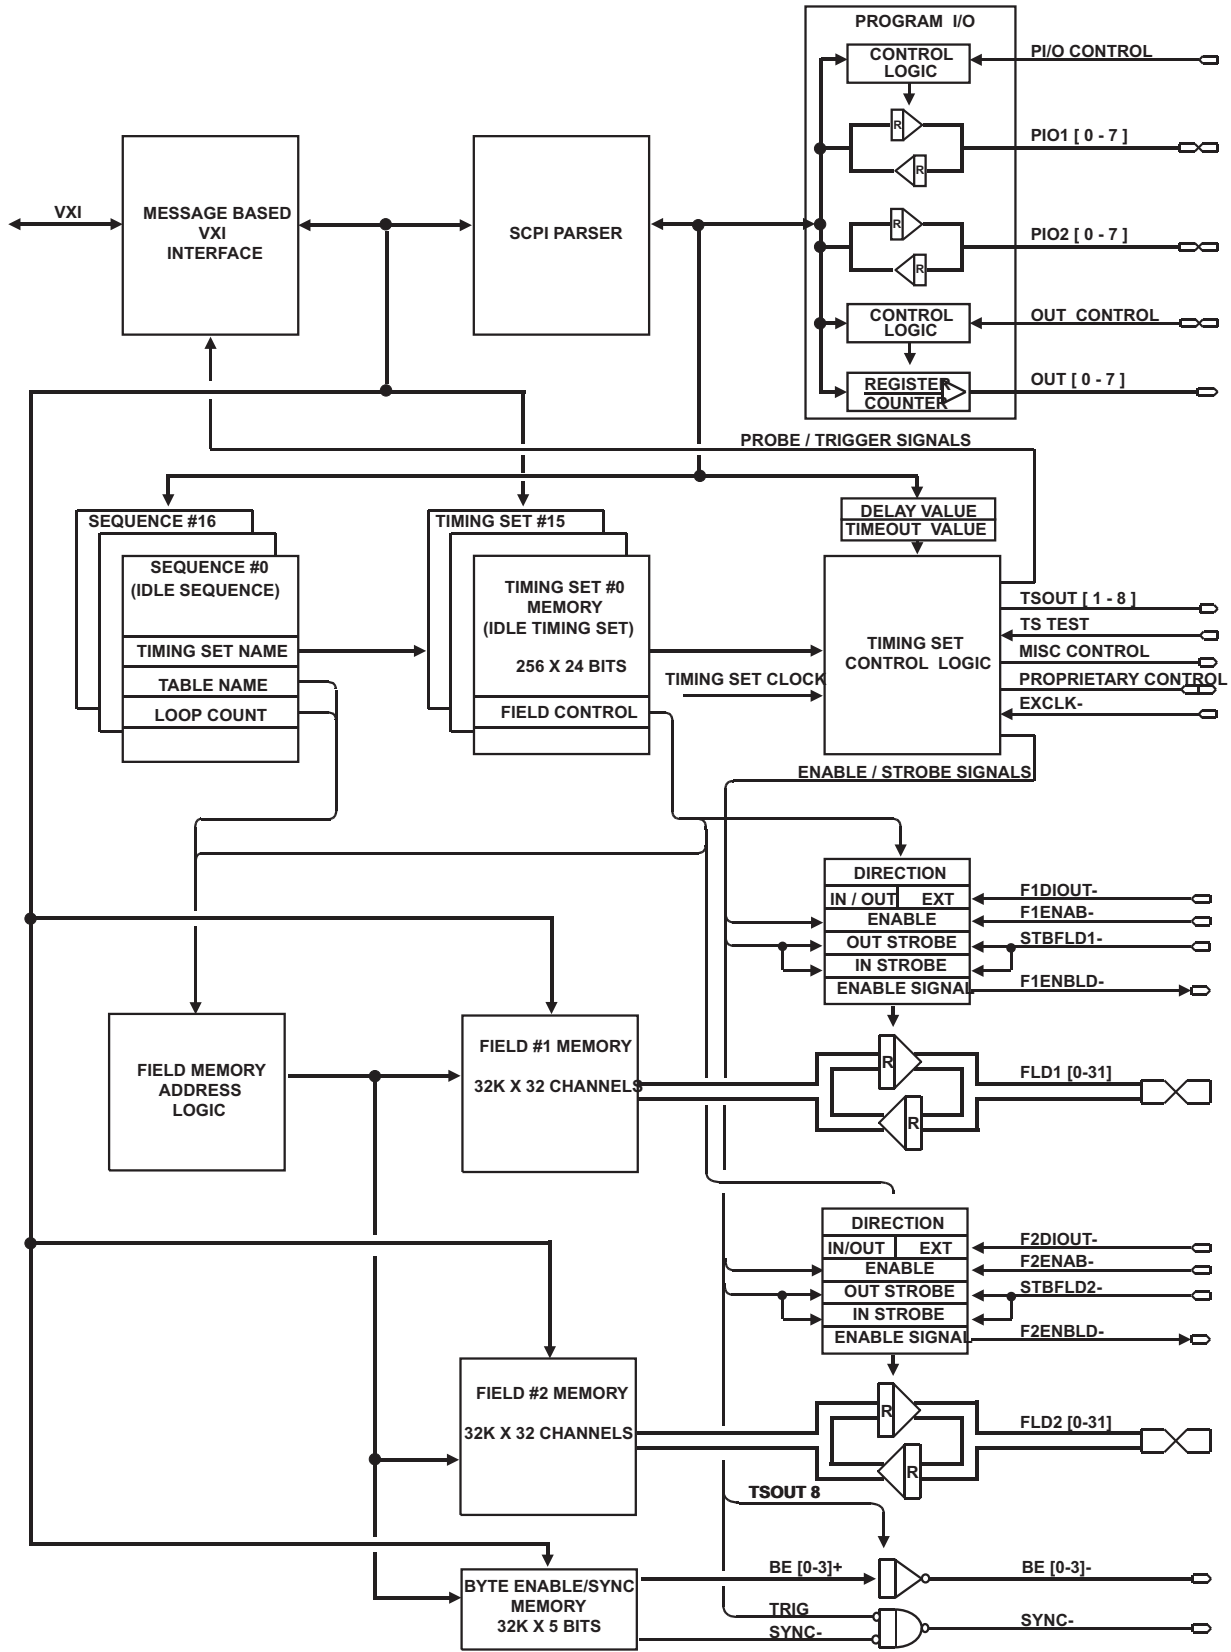 PROGRAM I/O
CONTROL
LOGIC
PI/O CONTROL
R
PIO1 [ 0 - 7 ]
R
VXI
MESSAGE BASED
VXI
INTERFACE
SCPI PARSER
R
PIO2 [ 0 - 7 ]
R
CONTROL
LOGIC
OUT CONTROL
REGISTER
COUNTER
OUT [ 0 - 7 ]
PROBE / TRIGGER SIGNALS
SEQUENCE #16
TIMING SET #15
DELAY VALUE
TIMEOUT VALUE
SEQUENCE #0
(IDLE SEQUENCE)
TIMING SET NAME
TABLE NAME
LOOP COUNT
TIMING SET #0
MEMORY
(IDLE TIMING SET)
256 X 24 BITS
FIELD CONTROL
TIMING SET CLOCK
TIMING SET
CONTROL LOGIC
TSOUT [ 1 - 8 ]
TS TEST
MISC CONTROL
PROPRIETARY CONTROL
EXCLK-
ENABLE / STROBE SIGNALS
DIRECTION
IN / OUT
EXT
ENABLE
OUT STROBE
IN STROBE
ENABLE SIGNAL
F1DIOUT-
F1ENAB-
STBFLD1-
F1ENBLD-
FIELD MEMORY
ADDRESS
LOGIC
FIELD #1 MEMORY
32K X 32 CHANNELS
R
R
FLD1 [0-31]
DIRECTION
IN/OUT
EXT
ENABLE
OUT STROBE
IN STROBE
ENABLE SIGNAL
F2DIOUT-
F2ENAB-
STBFLD2-
F2ENBLD-
FIELD #2 MEMORY
32K X 32 CHANNELS
R
R
FLD2 [0-31]
TSOUT 8
BYTE ENABLE/SYNC
MEMORY
32K X 5 BITS
BE [0-3]+
BE [0-3]-
TRIG
SYNC-
SYNC-